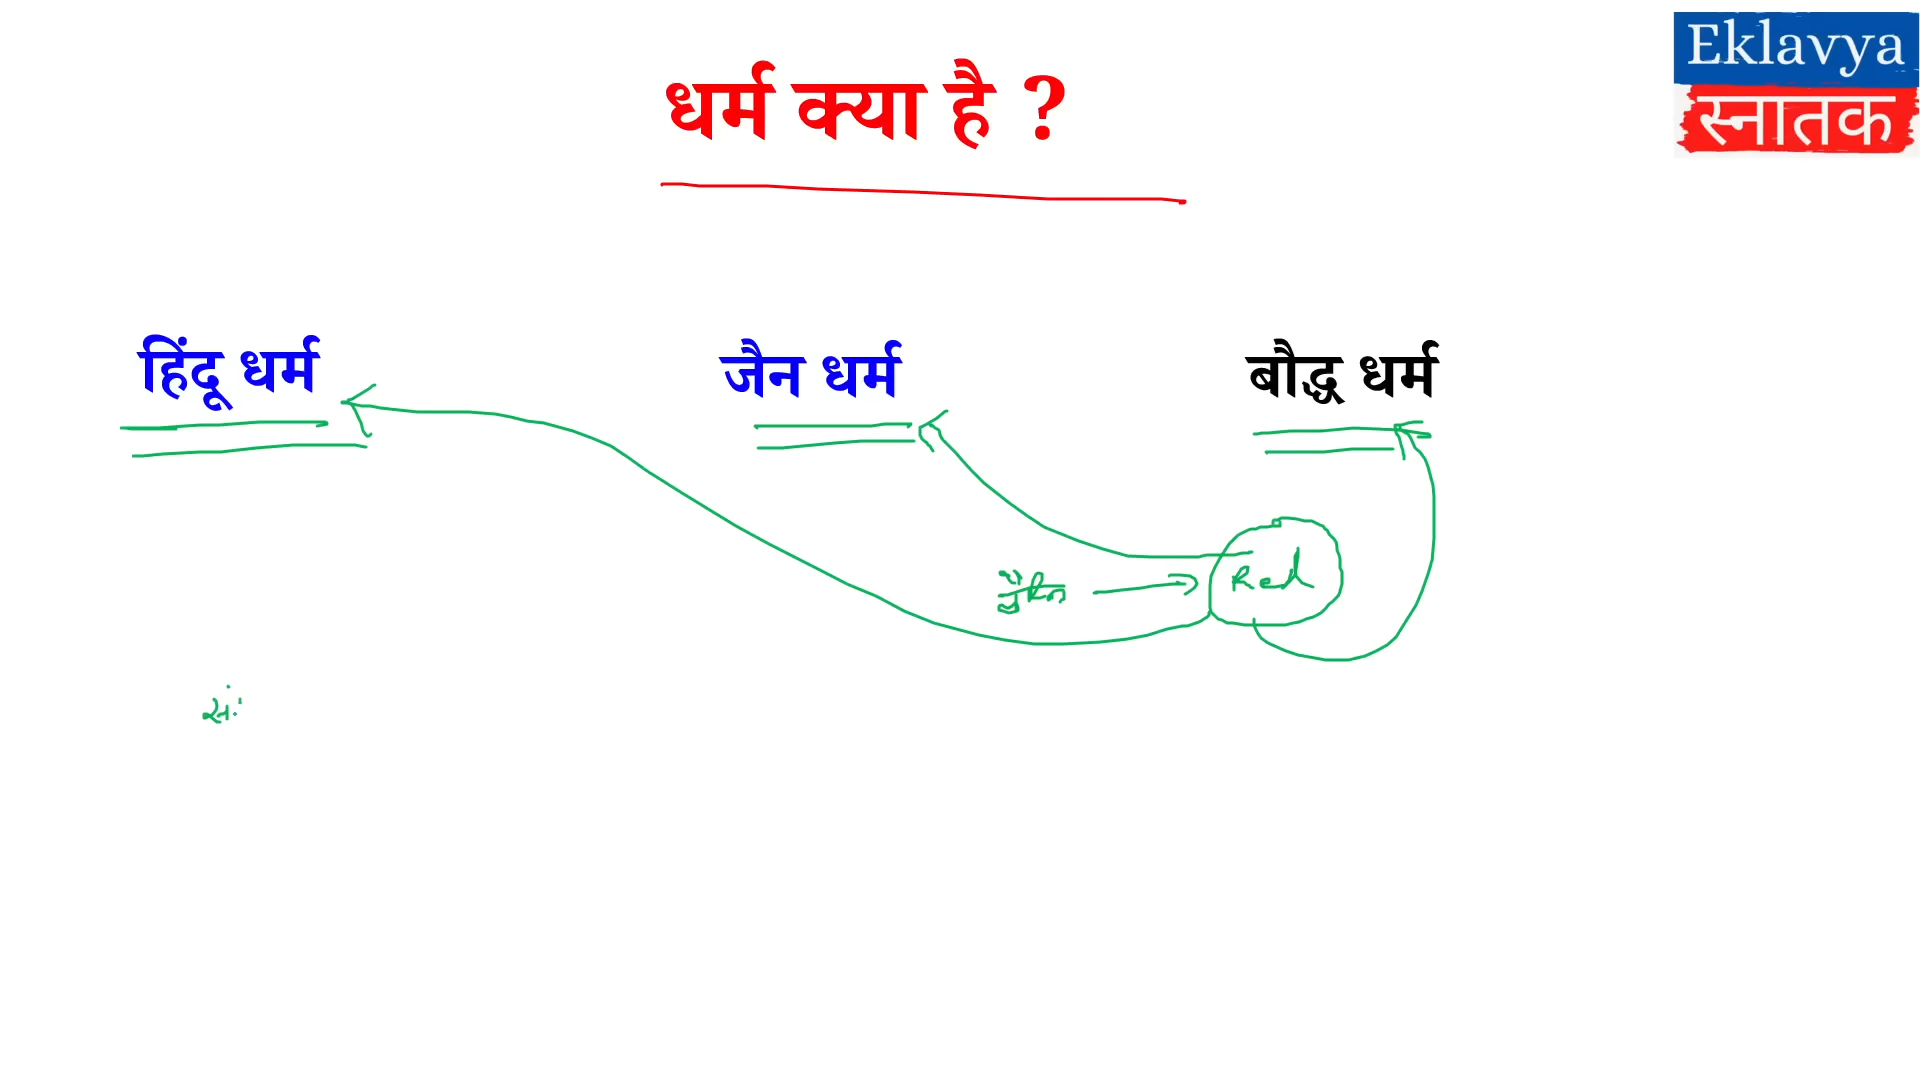 Eklavya
स्नातक
धर्म क्या है ?
हिंदू धर्म
जैन धर्म
बौद्ध धर्म
Red